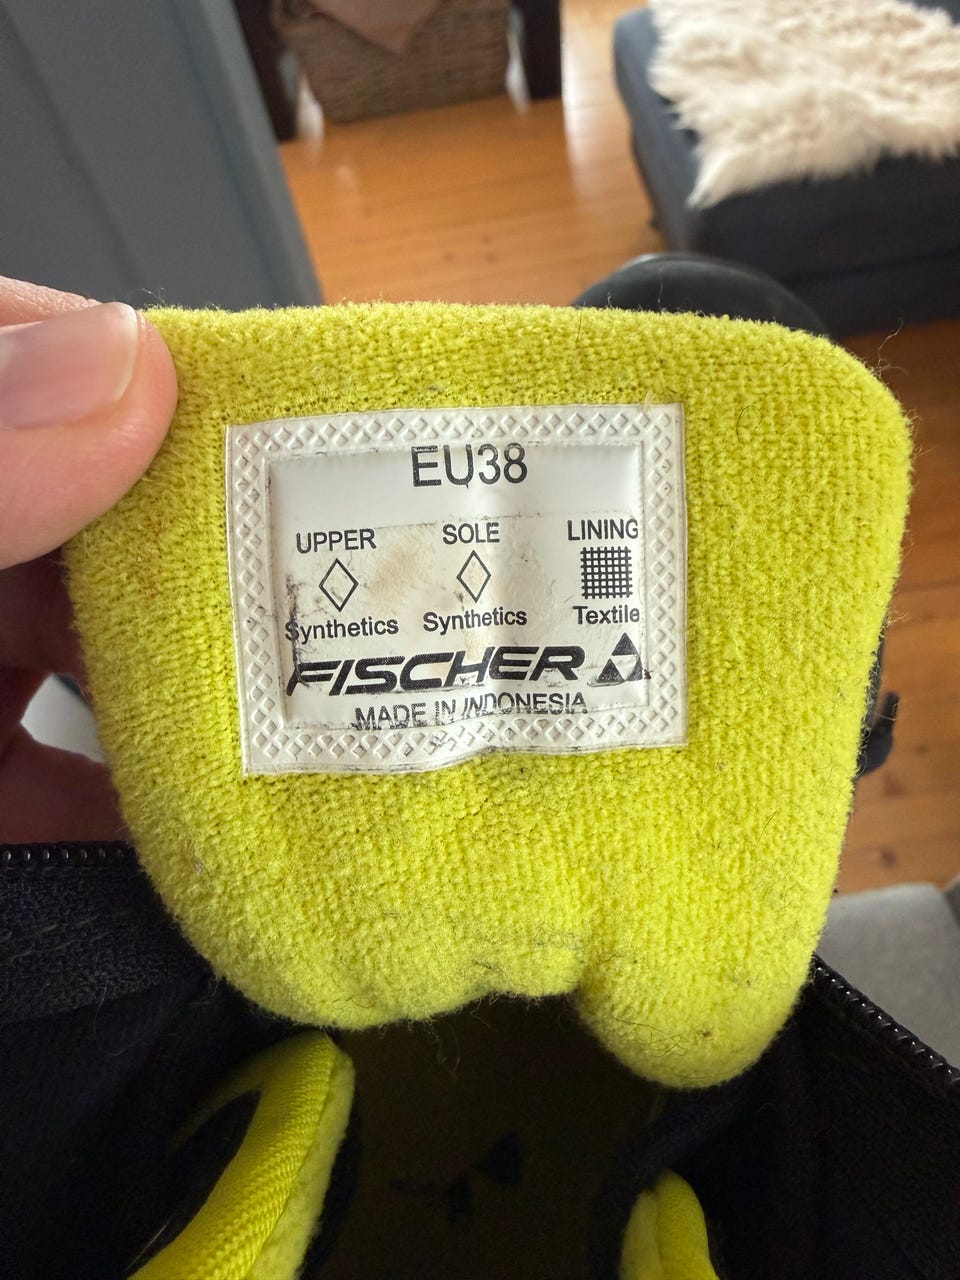 EU38
UPPER SOLE LINING
Synthetics Synthetics Textile
FISCHER
MADE IN INDONESIA